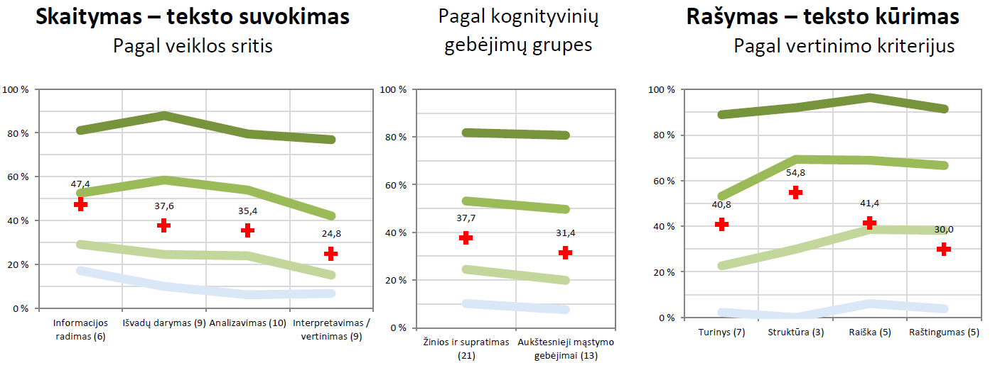 Skaitymas – teksto suvokimas
Pagal veiklos sritis
100 %
80 %
60 %
40 %
20 %
0 %
47,4
37,6
35,4
24,8
Informacijos
radimas (6)
Išvadų darymas (9)
Analizavimas (10)
Interpretavimas /
vertinimas (9)
Pagal kognityvinių
gebėjimų grupes
100 %
80 %
60 %
40 %
20 %
0 %
37,7
31,4
Žinios ir supratimas
(21)
Aukštesnieji mąstymo
gebėjimai (13)
Rašymas – teksto kūrimas
Pagal vertinimo kriterijus
100 %
80 %
60 %
40 %
20 %
0 %
40,8
54,8
41,4
30,0
Turinys (7)
Struktūra (3)
Raiška (5)
Raštingumas (5)